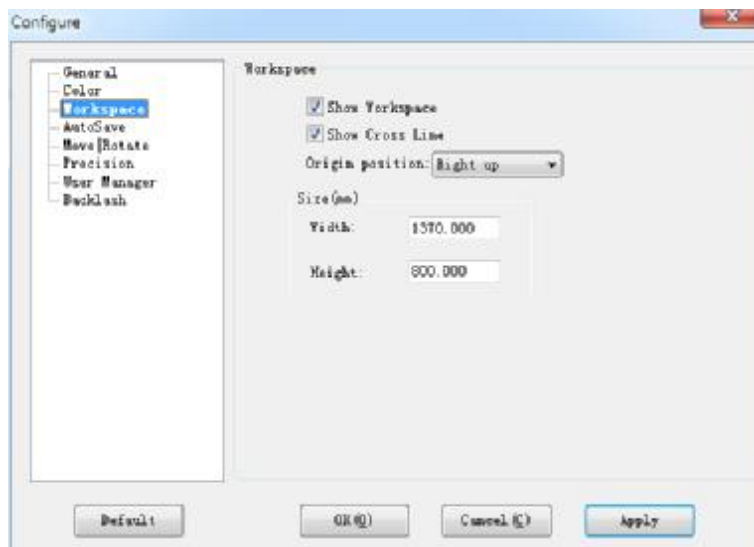 Configure
General
Color
Workspace
AutoSave
Move|Rotate
Precision
User Manager
Backlash
Workspace
Show Workspace
Show Cross Line
Origin position: Right up
Size(mm)
Width: 1370.000
Height: 800.000
Default
OK(O)
Cancel(C)
Apply